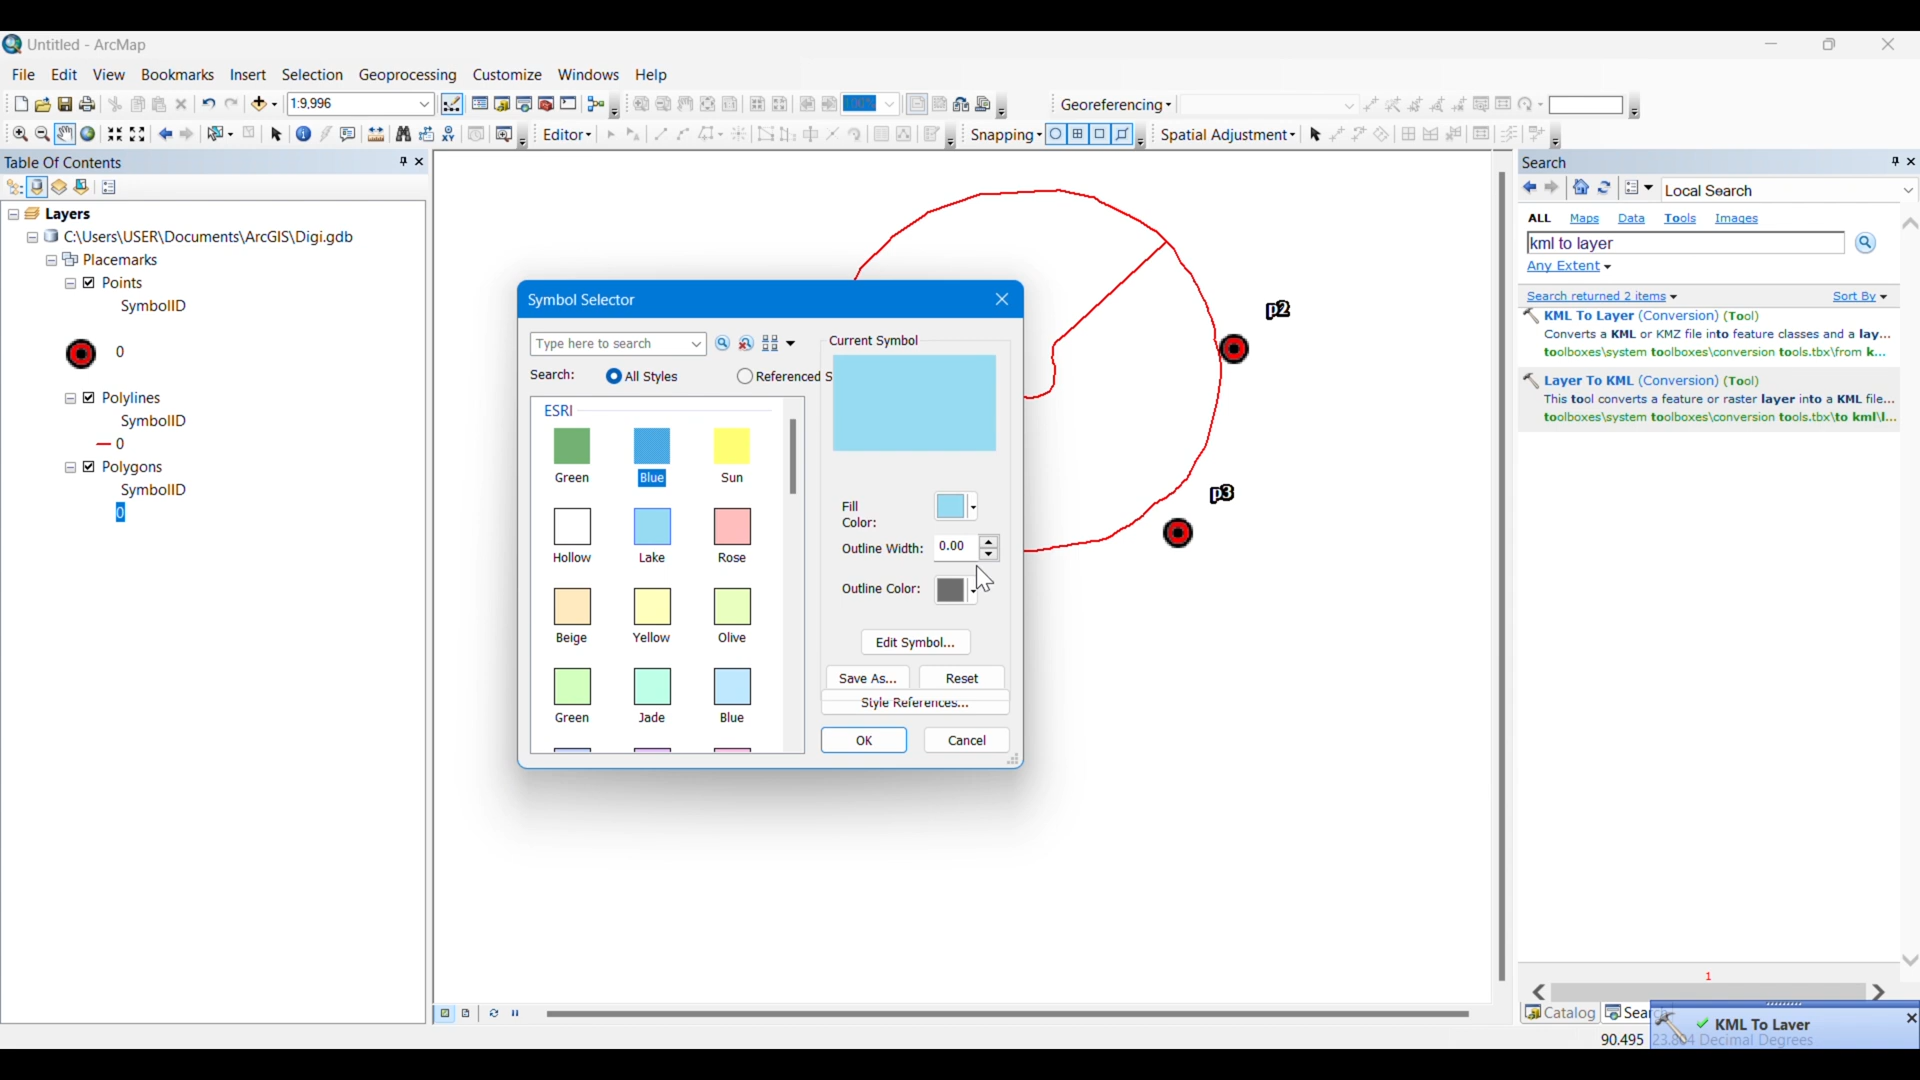 Untitled - ArcMap
File Edit View Bookmarks Insert Selection Geoprocessing Customize Windows Help
1:9,996 100% Georeferencing
Editor Snapping Spatial Adjustment
Table Of Contents
Layers
C:\Users\USER\Documents\ArcGIS\Digi.gdb
Placemarks
Points
SymbolID
0
Polylines
SymbolID
0
Polygons
SymbolID
0
p2
p3
Symbol Selector
Type here to search
Search: All Styles Referenced S
ESRI
Green Blue Sun
Hollow Lake Rose
Beige Yellow Olive
Green Jade Blue
Current Symbol
Fill
Color:
Outline Width: 0.00
Outline Color:
Edit Symbol...
Save As... Reset
Style References...
OK Cancel
Search
Local Search
ALL Maps Data Tools Images
kml to layer
Any Extent
Search returned 2 items Sort By
KML To Layer (Conversion) (Tool)
Converts a KML or KMZ file into feature classes and a lay...
toolboxes\system toolboxes\conversion tools.tbx\from k...
Layer To KML (Conversion) (Tool)
This tool converts a feature or raster layer into a KML file...
toolboxes\system toolboxes\conversion tools.tbx\to kml\l...
1
Catalog Sear
KML To Layer
90.495 Decimal Degrees